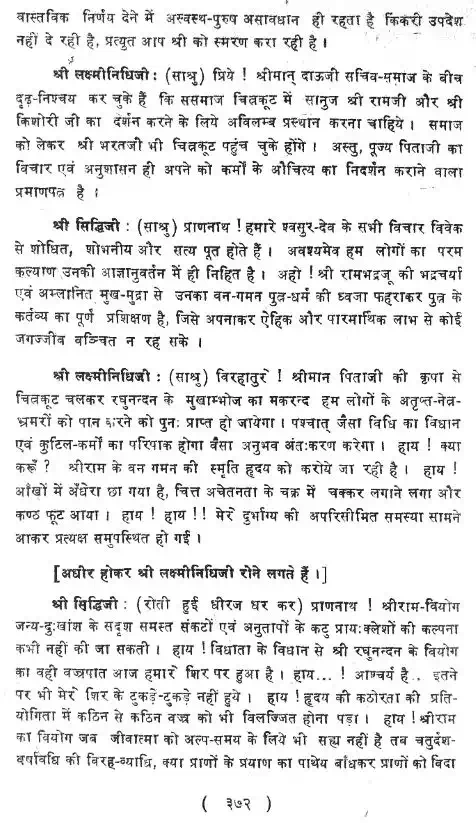 वास्तविक निर्णय देने में अस्वस्थ-पुरुष असावधान ही रहता है किंकरी उपदेश
नहीं दे रही है, प्रत्युत आप श्री को स्मरण करा रही है ।
श्री लक्ष्मीनिधिजी : (साश्रु) प्रिये ! श्रीमान् दाऊजी सचिव-समाज के बीच
दृढ़-निश्चय कर चुके हैं कि ससमाज चित्रकूट में सानुज श्री रामजी और श्री
किशोरी जी का दर्शन करने के लिये अविलम्ब प्रस्थान करना चाहिये । समाज
को लेकर श्री भरतजी भी चित्रकूट पहुंच चुके होंगे । अस्तु, पूज्य पिताजी का
विचार एवं अनुशासन ही अपने को कर्मों के औचित्य का निदर्शन कराने वाला
प्रमाणपत्र है ।
श्री सिद्धिजी : (साश्रु) प्राणनाथ ! हमारे श्वसुर-देव के सभी विचार विवेक
से शोधित, शोभनीय और सत्य पूत होते हैं । अवश्यमेव हम लोगों का परम
कल्याण उनकी आज्ञानुवर्तन में ही निहित है । अहो ! श्री रामभद्रजू की भद्रचर्या
एवं अम्लानित मुख-मुद्रा से उनका वन-गमन पुत्र-धर्म की ध्वजा फहराकर पुत्र के
कर्तव्य का पूर्ण प्रशिक्षण है, जिसे अपनाकर ऐहिक और पारमार्थिक लाभ से कोई
जगज्जीव वञ्चित न रह सके ।
श्री लक्ष्मीनिधिजी : (साश्रु) विरहातुरे ! श्रीमान पिताजी की कृपा से
चित्रकूट चलकर रघुनन्दन के मुखाम्भोज का मकरन्द हम लोगों के अतृप्त-नेत्र-
भ्रमरों को पान करने को पुनः प्राप्त हो जायेगा । पश्चात् जैसा विधि का विधान
एवं कुटिल-कर्मों का परिपाक होगा वैसा अनुभव अंतःकरण करेगा । हाय ! क्या
करूँ ? श्रीराम के वन गमन की स्मृति हृदय को करोये जा रही है । हाय !
आँखों में अँधेरा छा गया है, चित्त अचेतनता के चक्र में चक्कर लगाने लगा और
कण्ठ फूट आया । हाय ! हाय !! मेरे दुर्भाग्य की अपरिसीमित समस्या सामने
आकर प्रत्यक्ष समुपस्थित हो गई ।
[अधीर होकर श्री लक्ष्मीनिधिजी रोने लगते हैं ।]
श्री सिद्धिजी : (रोती हुई धीरज धर कर) प्राणनाथ ! श्रीराम-वियोग
जन्य-दुःखांश के सदृश समस्त संकटों एवं अनुतापों के कटु प्रायःक्लेशों की कल्पना
कभी नहीं की जा सकती । हाय ! विधाता के विधान से श्री रघुनन्दन के वियोग
का वही वज्रपात आज हमारे शिर पर हुआ है । हाय...! आश्चर्य है.. इतने
पर भी मेरे शिर के टुकड़े-टुकड़े नहीं हुये । हाय ! हृदय की कठोरता की प्रति-
योगिता में कठिन से कठिन वज्र को भी विलज्जित होना पड़ा । हाय ! श्रीराम
का वियोग जब जीवात्मा को अल्प-समय के लिये भी सह्य नहीं है तब चतुर्दश-
वर्षावधि की विरह-व्याधि, क्या प्राणों के प्रयाण का पाथेय बाँधकर प्राणों को बिदा
( ३७२ )